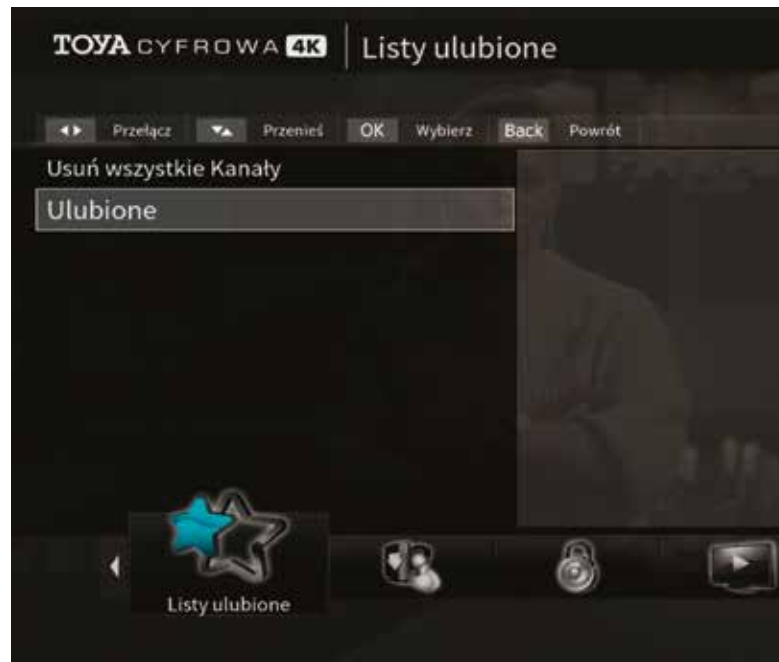 TOYA CYFROWA 4K Listy ulubione
Przełącz Przenieś OK Wybierz Back Powrót
Usuń wszystkie Kanały
Ulubione
Listy ulubione